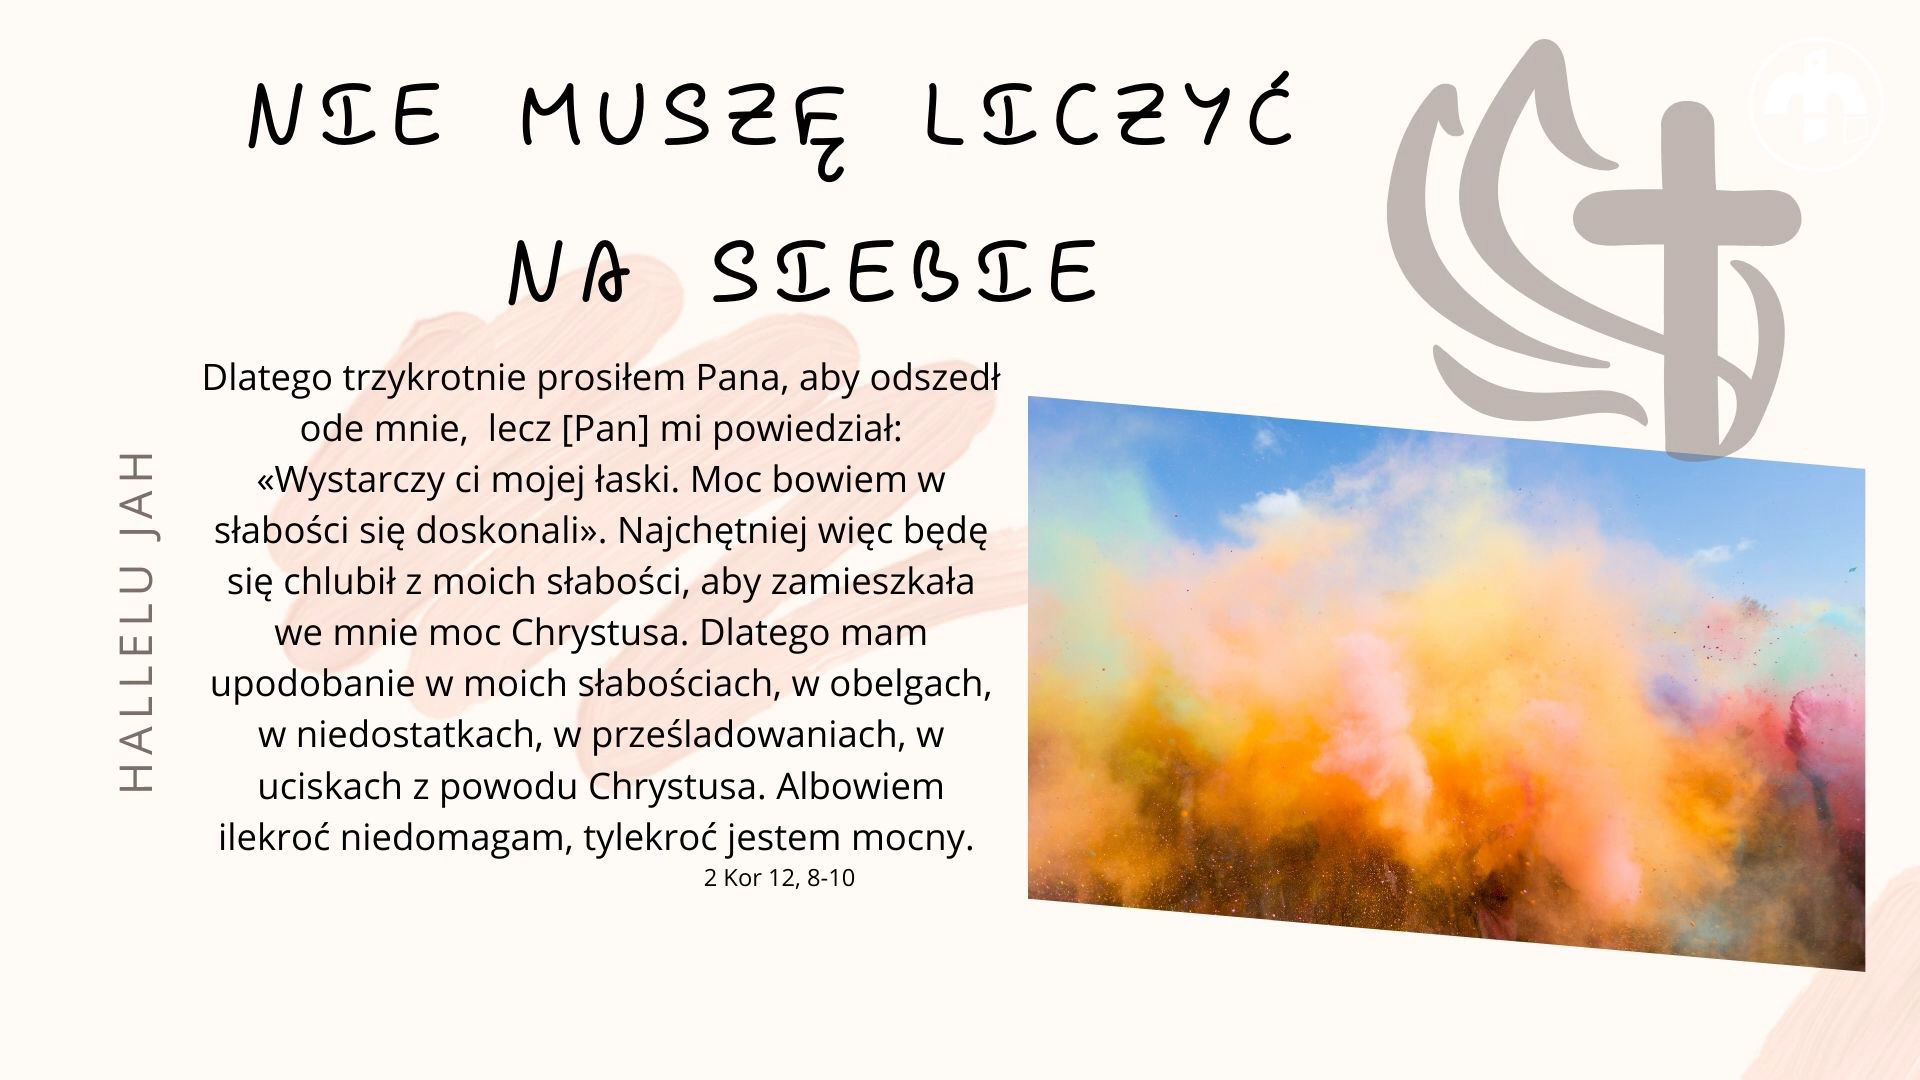 NIE MUSZĘ LICZYĆ
NA SIEBIE
Dlatego trzykrotnie prosiłem Pana, aby odszedł
ode mnie,  lecz [Pan] mi powiedział:
«Wystarczy ci mojej łaski. Moc bowiem w
słabości się doskonali». Najchętniej więc będę
się chlubił z moich słabości, aby zamieszkała
we mnie moc Chrystusa. Dlatego mam
upodobanie w moich słabościach, w obelgach,
w niedostatkach, w prześladowaniach, w
uciskach z powodu Chrystusa. Albowiem
ilekroć niedomagam, tylekroć jestem mocny.
2 Kor 12, 8-10
HALLELU JAH